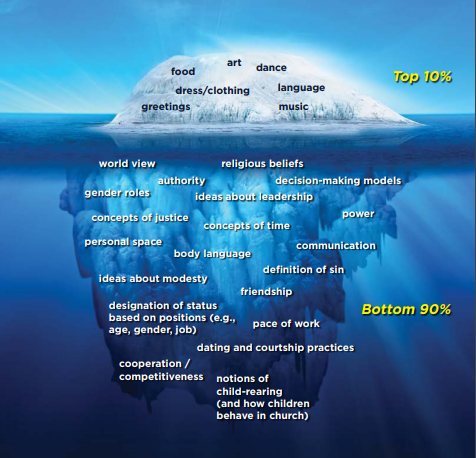 art
food
dance
Top 10%
dress/clothing
language
greetings
music
world view
religious beliefs
authority
decision-making models
gender roles
ideas about leadership
concepts of justice
power
concepts of time
personal space
communication
body language
definition of sin
ideas about modesty
friendship
designation of status
based on positions (e.g.,
age, gender, job)
Bottom 90%
pace of work
dating and courtship practices
cooperation /
competitiveness
notions of
child-rearing
(and how children
behave in church)